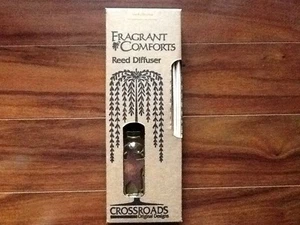 FRAGRANT
COMFORTS
Reed Diffuser
CROSSROADS
Original Designs